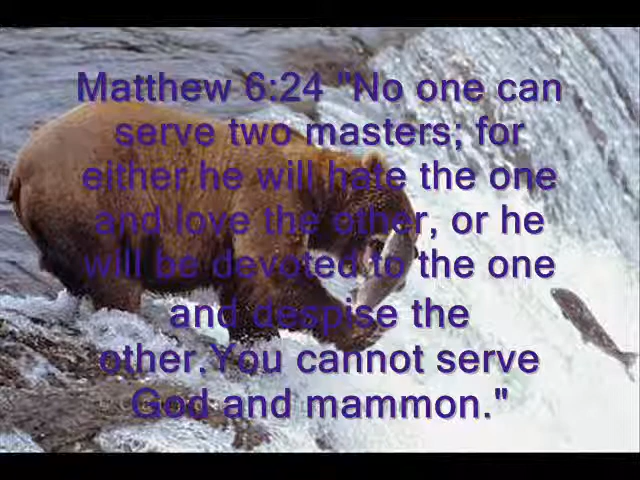 Matthew 6:24 "No one can
serve two masters; for
either he will hate the one
and love the other, or he
will be devoted to the one
and despise the
other.You cannot serve
God and mammon."